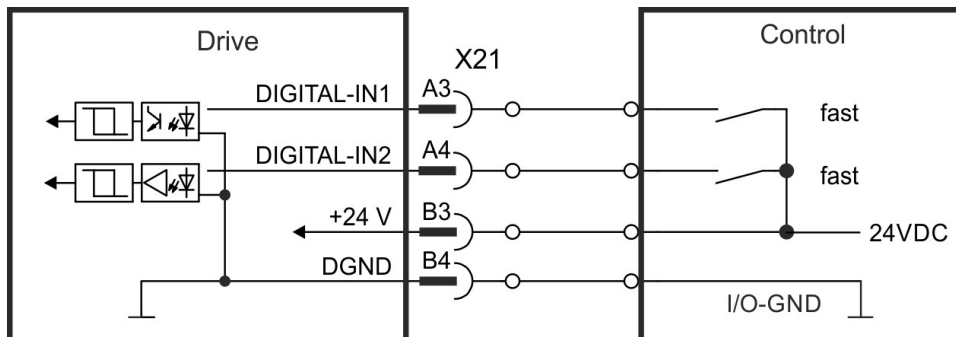 Drive
Control
X21
DIGITAL-IN1
A3
fast
DIGITAL-IN2
A4
fast
+24 V
B3
24VDC
DGND
B4
I/O-GND